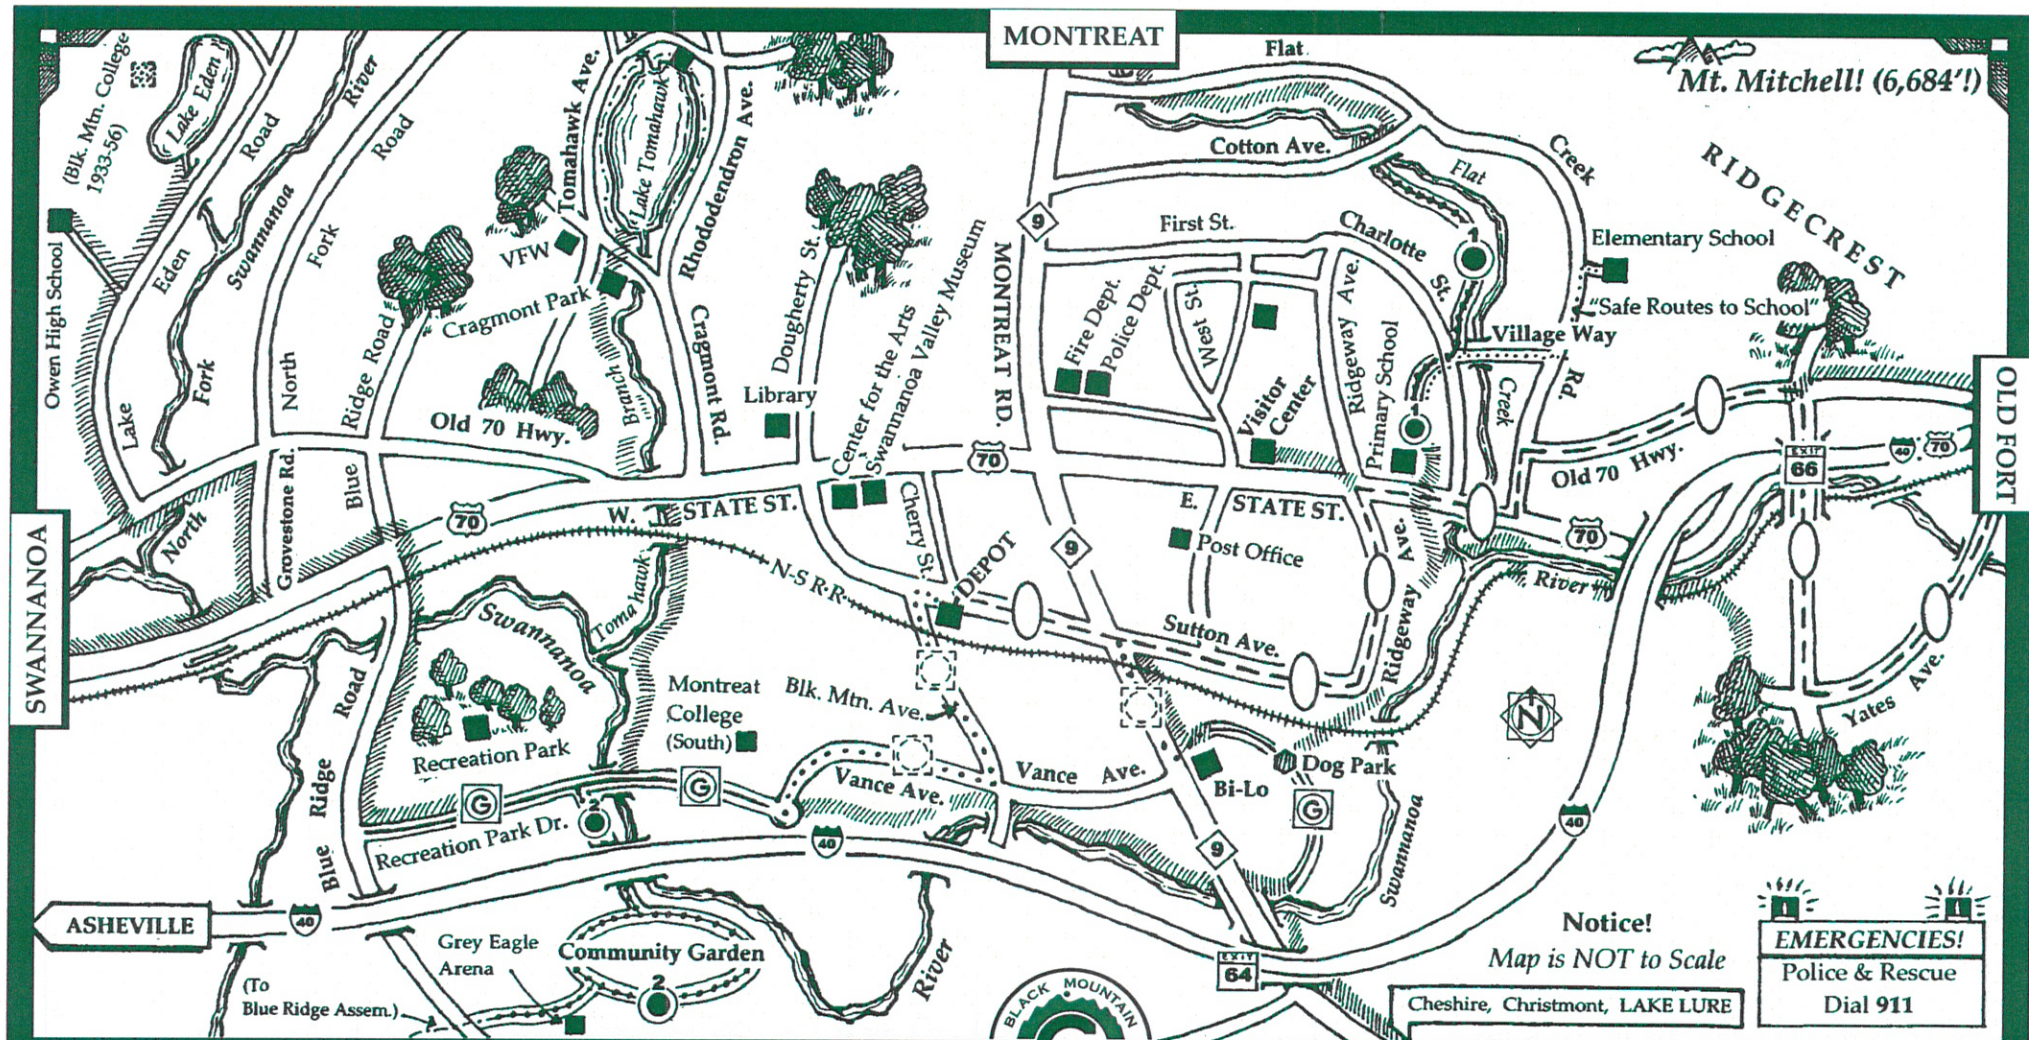 MONTREAT
Mt. Mitchell! (6,684'!)
(Blk. Mtn. College
1933-56)
Lake Eden
Road
River
Swannanoa
Fork
North
Owen High School
Lake
Eden
Road
Fork
North
Grovestone Rd.
Ridge Road
Blue
VFW
Cragmont Park
Tomahawk Ave.
Lake Tomahawk
Rhododendron Ave.
Cragmont Rd.
Branch
Old 70 Hwy.
Dougherty St.
Library
Center for the Arts
Swannanoa Valley Museum
MONTREAT RD.
9
Flat
Creek
Rd.
Cotton Ave.
Flat
Creek
First St.
Charlotte
St.
1
Fire Dept.
Police Dept.
West St.
Ridgeway Ave.
Visitor
Center
Primary School
1
Elementary School
"Safe Routes to School"
Village Way
RIDGECREST
Old 70 Hwy.
EXIT
66
40
70
OLD FORT
SWANNANOA
70
W. STATE ST.
70
E. STATE ST.
70
Cherry St.
DEPOT
9
Post Office
N-S R-R
Sutton Ave.
Ridgeway Ave.
River
Yates Ave.
N
Swannanoa
Tomahawk
Blue Ridge Road
Recreation Park
Montreat
College
(South)
Blk. Mtn. Ave.
Vance Ave.
Vance Ave.
G
G
Recreation Park Dr.
2
Bi-Lo
Dog Park
G
Swannanoa
River
40
40
40
9
ASHEVILLE
Grey Eagle
Arena
Community Garden
2
(To
Blue Ridge Assem.)
BLACK MOUNTAIN
EXIT
64
Notice!
Map is NOT to Scale
Cheshire, Christmont, LAKE LURE
EMERGENCIES!
Police & Rescue
Dial 911